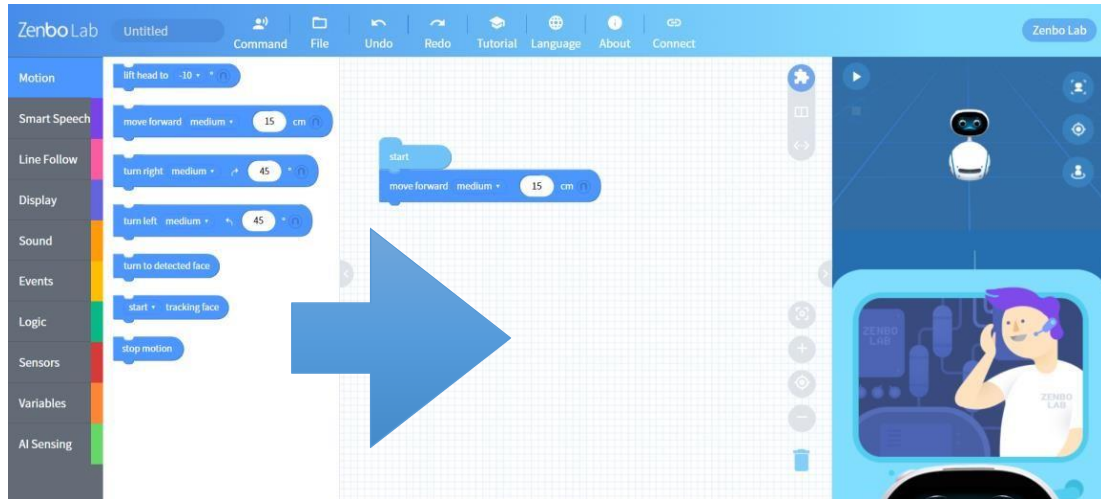 Zenbo Lab
Untitled
Command
File
Undo
Redo
Tutorial
Language
About
Connect
Zenbo Lab
Motion
Smart Speech
Line Follow
Display
Sound
Events
Logic
Sensors
Variables
AI Sensing
lift head to -10 °
move forward medium 15 cm
turn right medium 45 °
turn left medium 45 °
turn to detected face
start tracking face
stop motion
start
move forward medium 15 cm
ZENBO
LAB
ZENBO
LAB